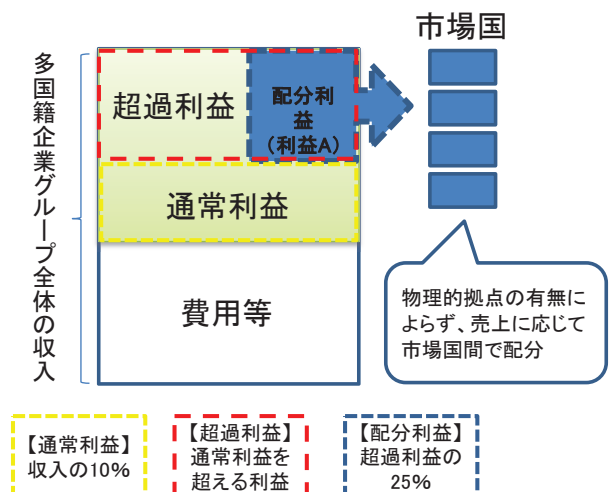 市場国
多国籍企業グループ全体の収入
超過利益
配分利
益
(利益A)
通常利益
費用等
物理的拠点の有無に
よらず、売上に応じて
市場国間で配分
【通常利益】
収入の10%
【超過利益】
通常利益を
超える利益
【配分利益】
超過利益の
25%